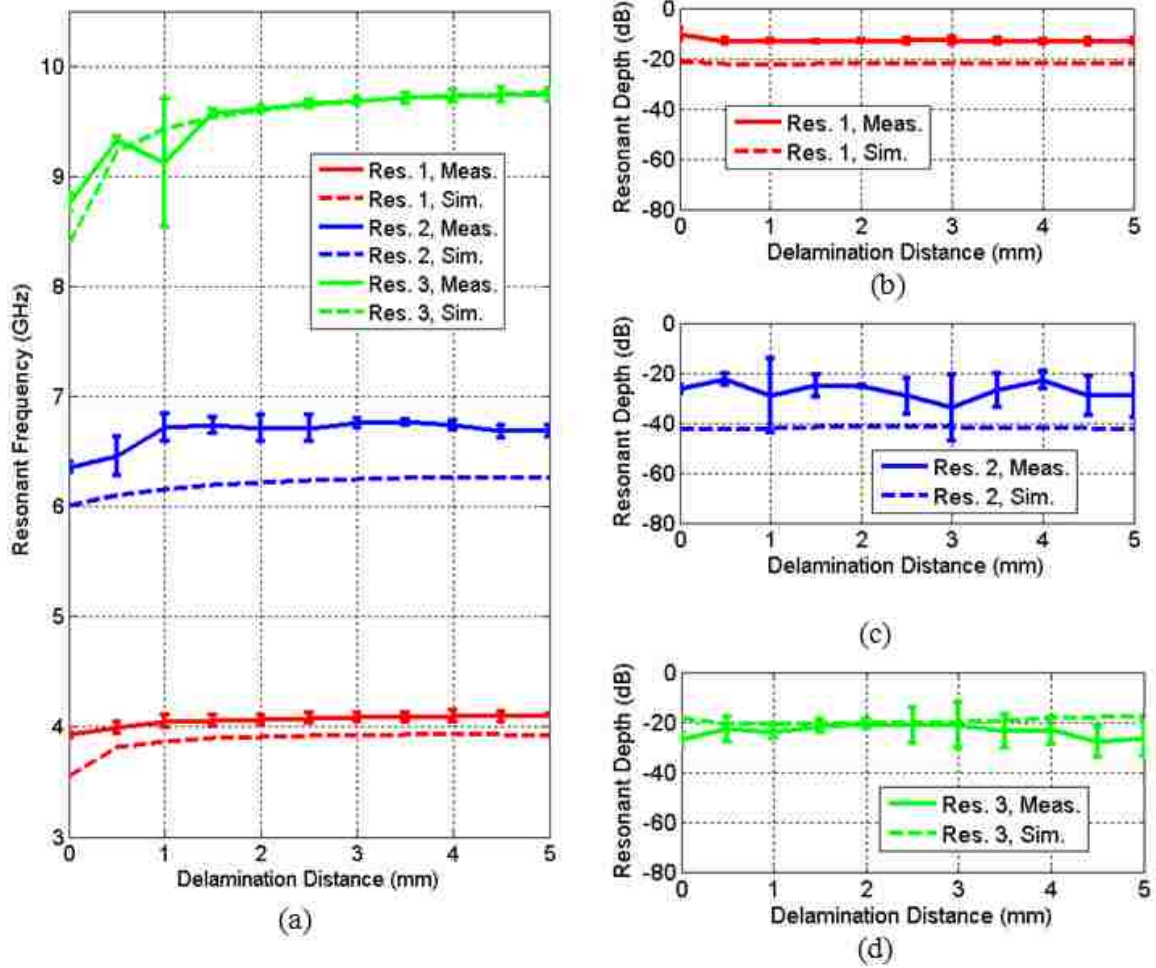 10
9
8
7
6
5
4
3
0
1
2
3
4
5
Resonant Frequency (GHz)
Delamination Distance (mm)
Res. 1, Meas.
Res. 1, Sim.
Res. 2, Meas.
Res. 2, Sim.
Res. 3, Meas.
Res. 3, Sim.
(a)
0
-20
-40
-60
-80
0
1
2
3
4
5
Resonant Depth (dB)
Delamination Distance (mm)
Res. 1, Meas.
Res. 1, Sim.
(b)
0
-20
-40
-60
-80
0
1
2
3
4
5
Resonant Depth (dB)
Delamination Distance (mm)
Res. 2, Meas.
Res. 2, Sim.
(c)
0
-20
-40
-60
-80
0
1
2
3
4
5
Resonant Depth (dB)
Delamination Distance (mm)
Res. 3, Meas.
Res. 3, Sim.
(d)